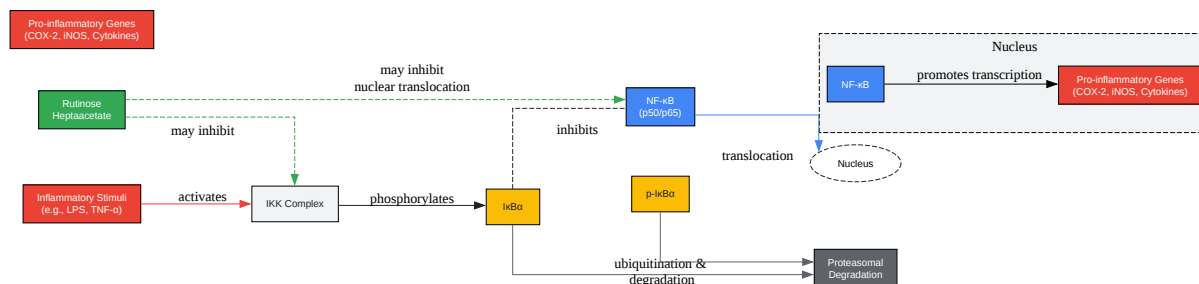 Pro-inflammatory Genes
(COX-2, iNOS, Cytokines)
Nucleus
may inhibit
nuclear translocation
NF-κB
promotes transcription
Pro-inflammatory Genes
(COX-2, iNOS, Cytokines)
Rutinose
Heptaacetate
NF-κB
(p50/p65)
may inhibit
inhibits
translocation
Nucleus
Inflammatory Stimuli
(e.g., LPS, TNF-α)
activates
IKK Complex
phosphorylates
IκBα
p-IκBα
ubiquitination &
degradation
Proteasomal
Degradation